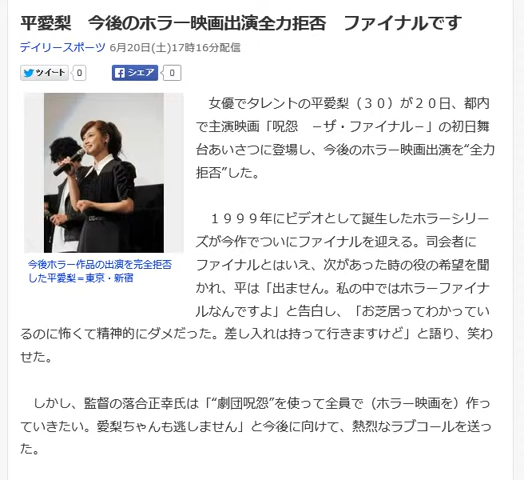 平愛梨　今後のホラー映画出演全力拒否　ファイナルです
デイリースポーツ 6月20日(土)17時16分配信
ツイート 0 シェア 0
女優でタレントの平愛梨（３０）が２０日、都内
で主演映画「呪怨　－ザ・ファイナル－」の初日舞
台あいさつに登場し、今後のホラー映画出演を“全力
拒否”した。
１９９９年にビデオとして誕生したホラーシリー
ズが今作でついにファイナルを迎える。司会者に
ファイナルとはいえ、次があった時の役の希望を聞
かれ、平は「出ません。私の中ではホラーファイナ
ルなんですよ」と告白し、「お芝居ってわかってい
るのに怖くて精神的にダメだった。差し入れは持って行きますけど」と語り、笑わ
せた。
今後ホラー作品の出演を完全拒否
した平愛梨＝東京・新宿
しかし、監督の落合正幸氏は「“劇団呪怨”を使って全員で（ホラー映画を）作っ
ていきたい。愛梨ちゃんも逃しません」と今後に向けて、熱烈なラブコールを送っ
た。